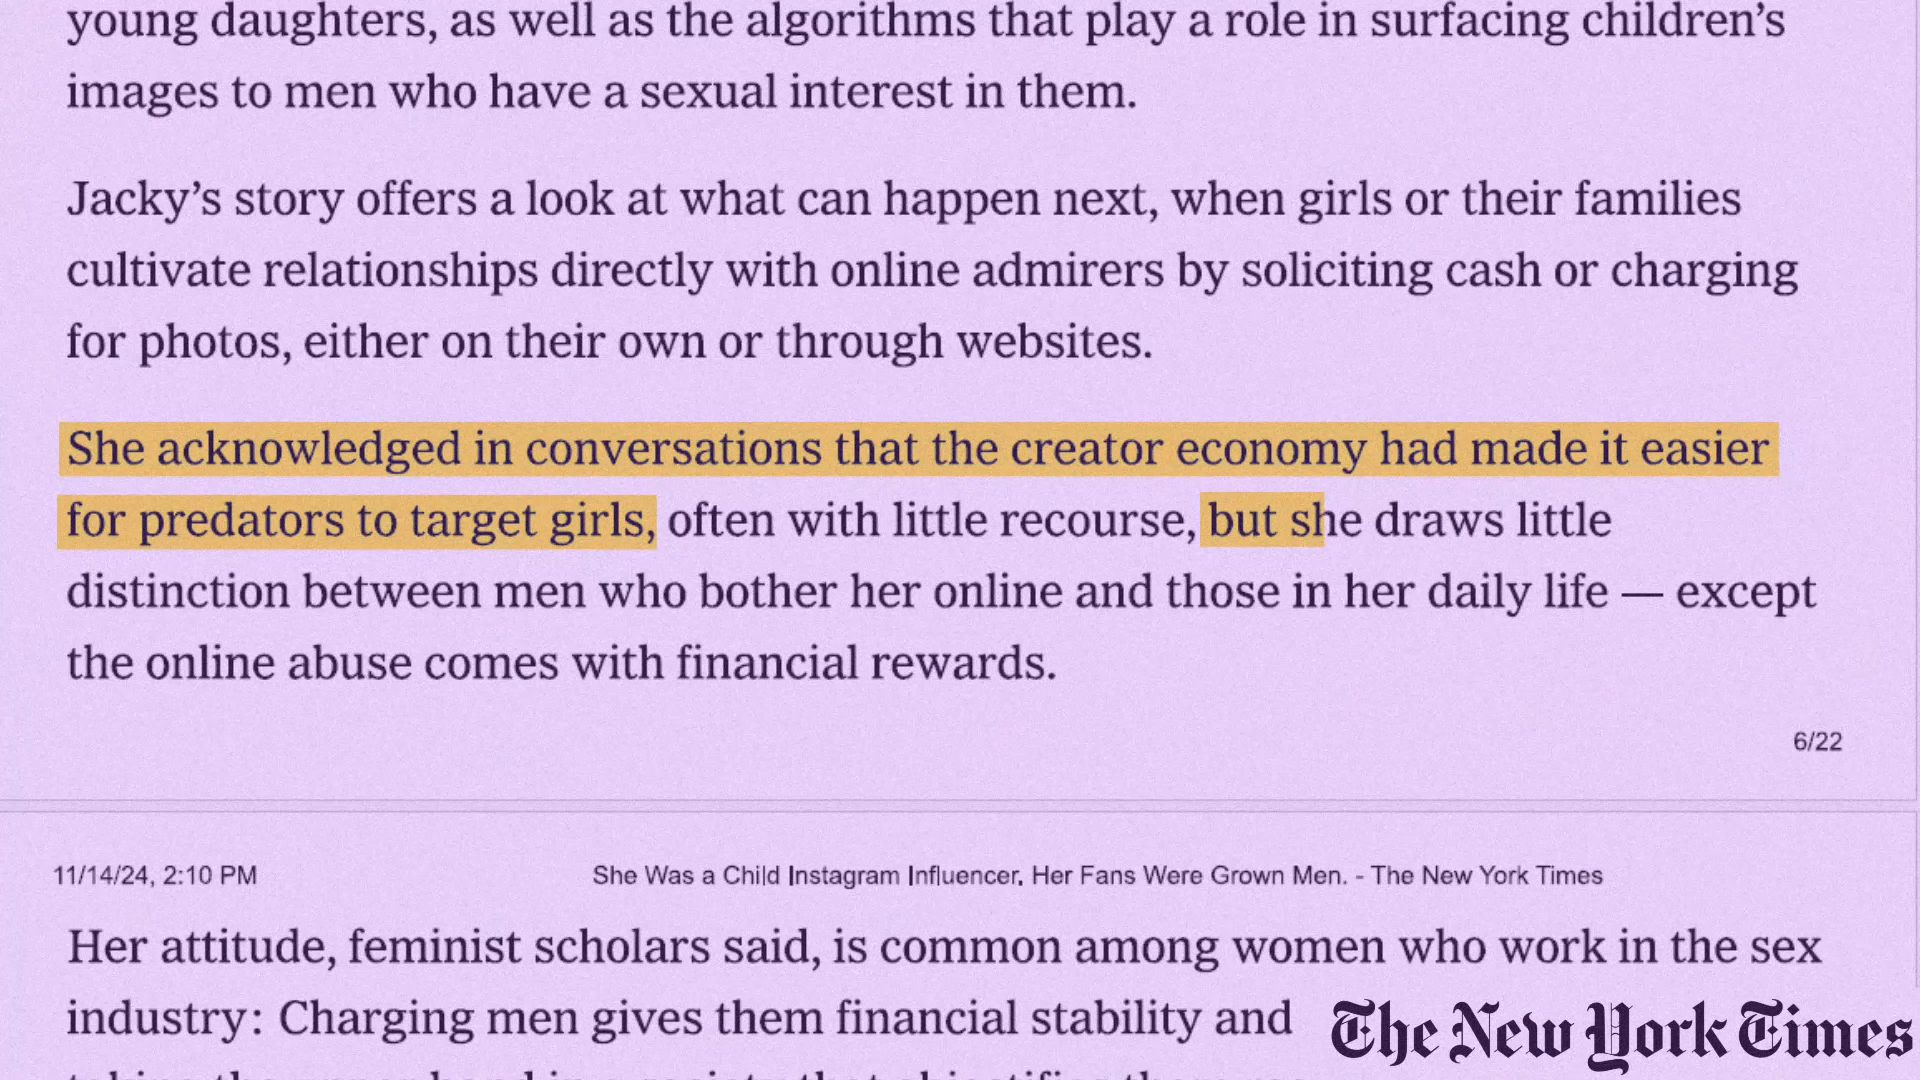 young daughters, as well as the algorithms that play a role in surfacing children’s
images to men who have a sexual interest in them.
Jacky’s story offers a look at what can happen next, when girls or their families
cultivate relationships directly with online admirers by soliciting cash or charging
for photos, either on their own or through websites.
She acknowledged in conversations that the creator economy had made it easier
for predators to target girls, often with little recourse, but she draws little
distinction between men who bother her online and those in her daily life — except
the online abuse comes with financial rewards.
6/22
11/14/24, 2:10 PM
She Was a Child Instagram Influencer. Her Fans Were Grown Men. - The New York Times
Her attitude, feminist scholars said, is common among women who work in the sex
industry: Charging men gives them financial stability and
The New York Times